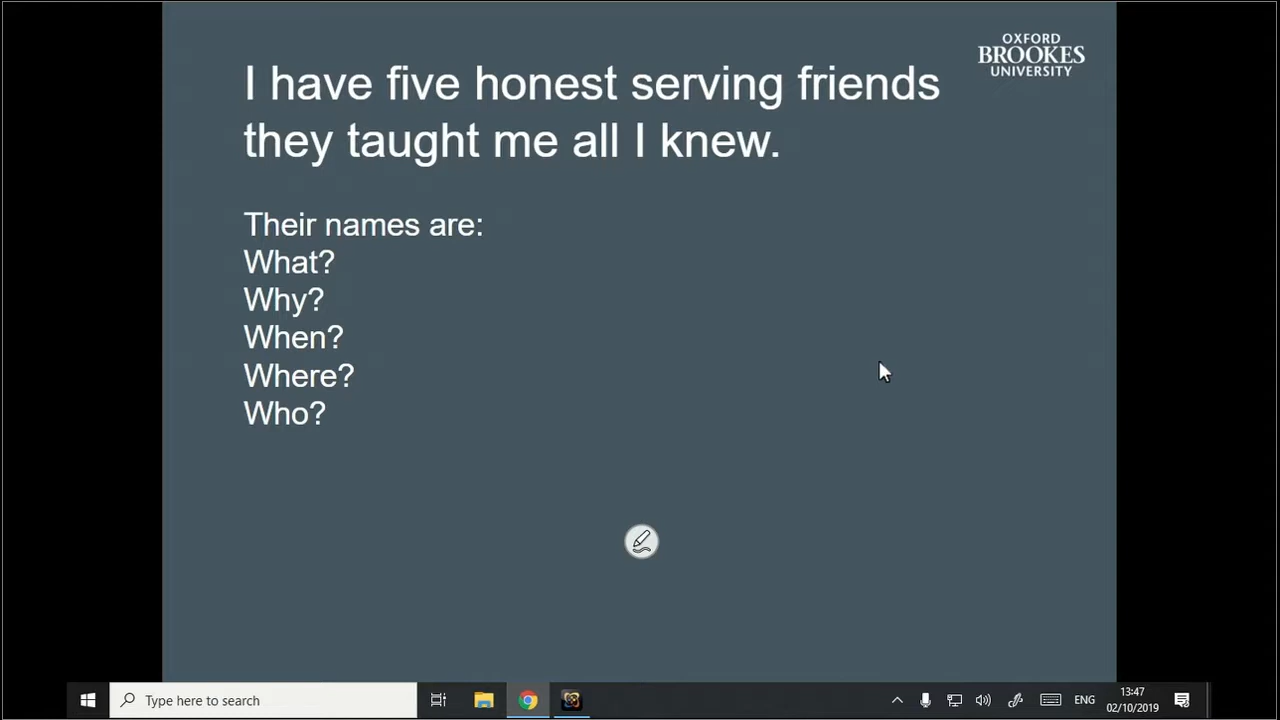 OXFORD
BROOKES
UNIVERSITY
I have five honest serving friends
they taught me all I knew.
Their names are:
What?
Why?
When?
Where?
Who?
Type here to search
ENG
13:47
02/10/2019